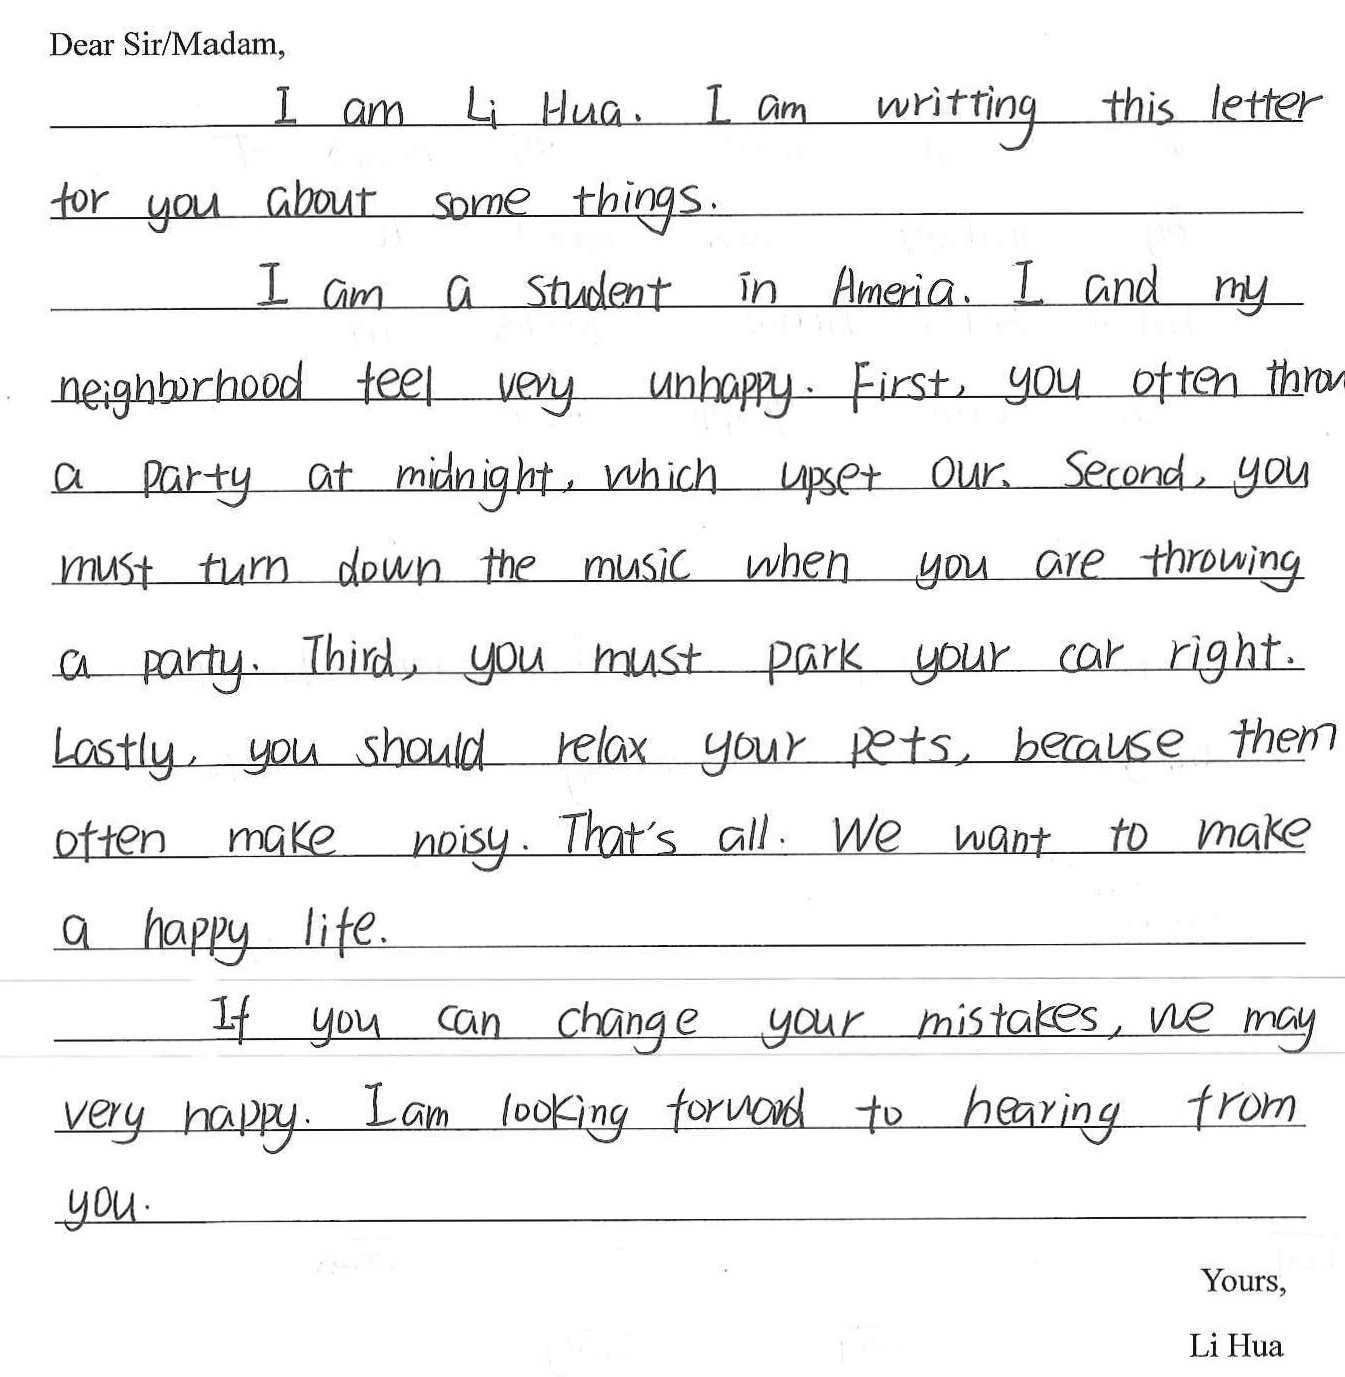 Dear Sir/Madam,
I am Li Hua. I am writting this letter
for you about some things.
I am a student in Ameria. I and my
neighborhood feel very unhappy. First, you often throw
a party at midnight, which upset our. Second, you
must turn down the music when you are throwing
a party. Third, you must park your car right.
Lastly, you should relax your pets, because them
often make noisy. That's all. We want to make
a happy life.
If you can change your mistakes, we may
very happy. I am looking forward to hearing from
you.
Yours,
Li Hua